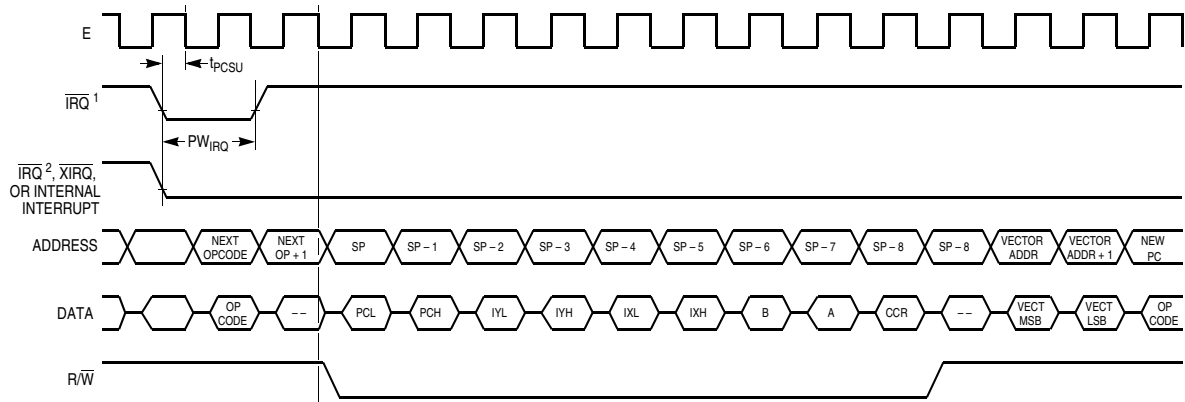 E
tPCSU
IRQ 1
PWIRQ
IRQ 2, XIRQ,
OR INTERNAL
INTERRUPT
ADDRESS
NEXT
OPCODE
NEXT
OP + 1
SP
SP – 1
SP – 2
SP – 3
SP – 4
SP – 5
SP – 6
SP – 7
SP – 8
SP – 8
VECTOR
ADDR
VECTOR
ADDR + 1
NEW
PC
DATA
OP
CODE
– –
PCL
PCH
IYL
IYH
IXL
IXH
B
A
CCR
– –
VECT
MSB
VECT
LSB
OP
CODE
R/W